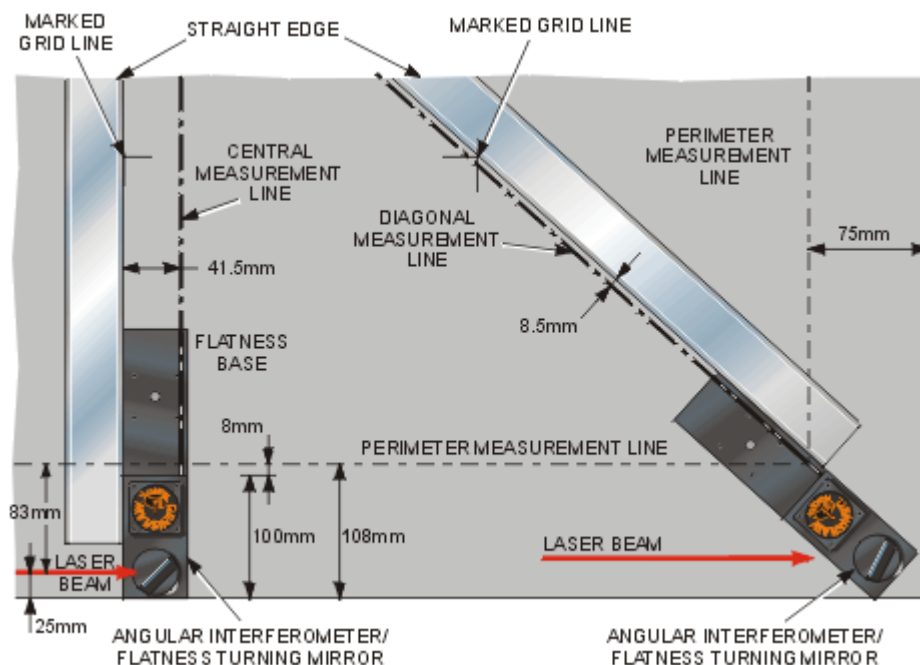 MARKED
GRID LINE
STRAIGHT EDGE
MARKED GRID LINE
CENTRAL
MEASUREMENT
LINE
PERIMETER
MEASUREMENT
LINE
DIAGONAL
MEASUREMENT
LINE
75mm
41.5mm
8.5mm
FLATNESS
BASE
8mm
PERIMETER MEASUREMENT LINE
83mm
100mm
108mm
LASER
BEAM
LASER BEAM
25mm
ANGULAR INTERFEROMETER/
FLATNESS TURNING MIRROR
ANGULAR INTERFEROMETER/
FLATNESS TURNING MIRROR